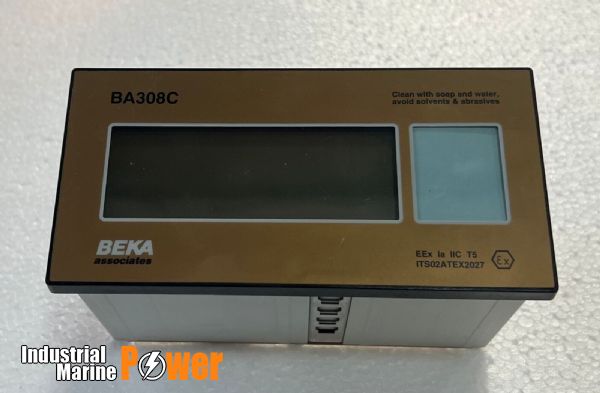 BA308C
Clean with soap and water,
avoid solvents & abrasives
BEKA
associates
EEx ia IIC T5
ITS02ATEX2027
Ex
Industrial
Marine Power